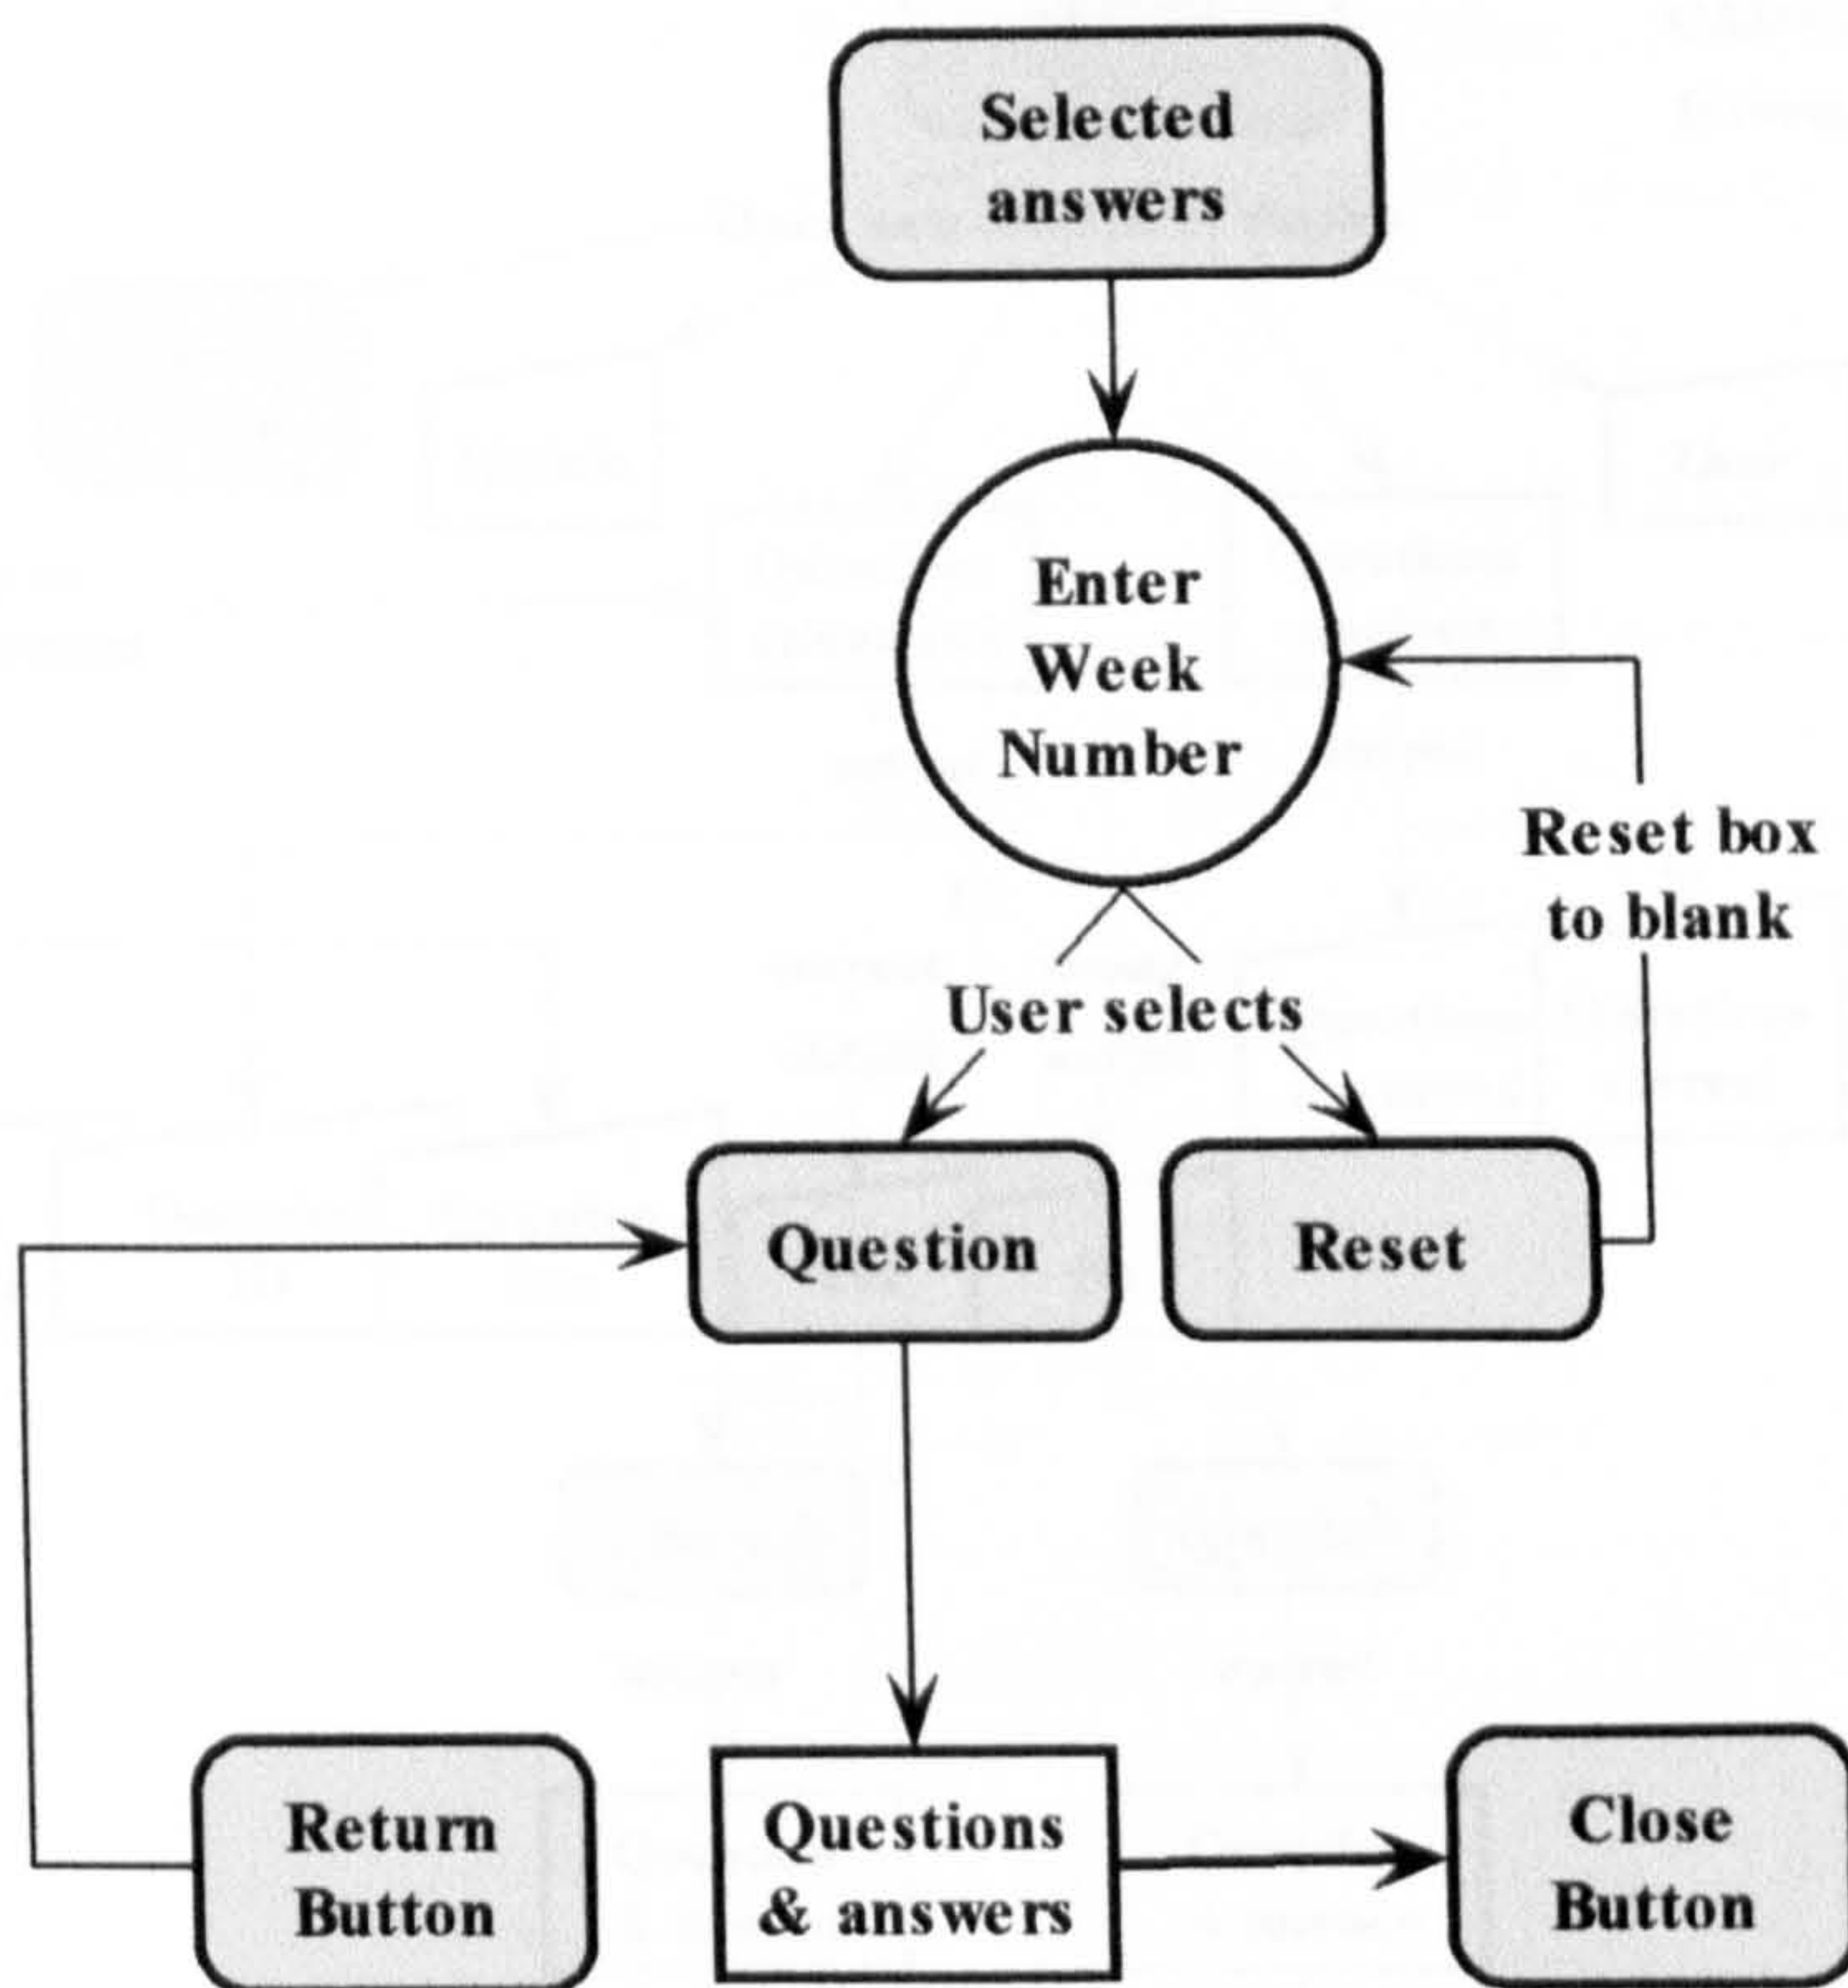 Selected
answers
Enter
Week
Number
Reset box
to blank
User selects
Question
Reset
Return
Button
Questions
& answers
Close
Button